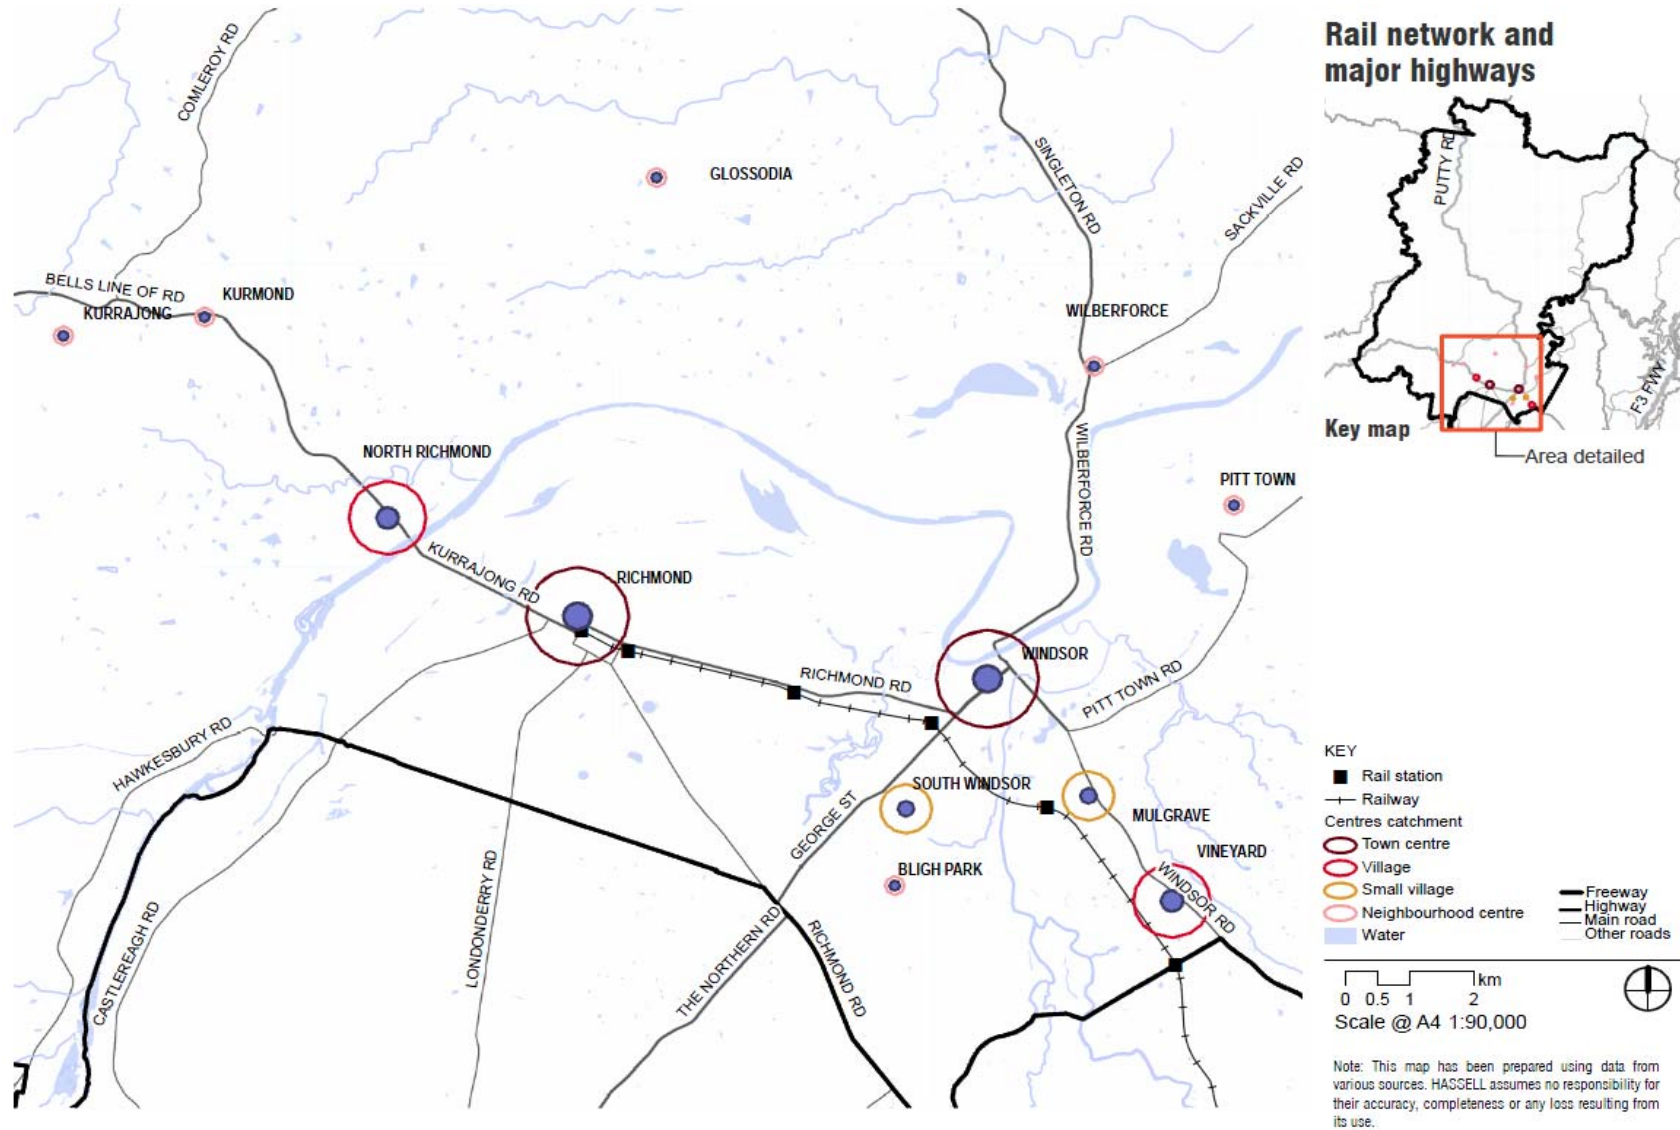 Rail network and
major highways
COMLEROY RD
GLOSSODIA
SINGLETON RD
SACKVILLE RD
PUTTY RD
BELLS LINE OF RD
KURMOND
KURRAJONG
WILBERFORCE
F3 FWY
Key map
Area detailed
NORTH RICHMOND
WILBERFORCE RD
PITT TOWN
KURRAJONG RD
RICHMOND
WINDSOR
RICHMOND RD
PITT TOWN RD
HAWKESBURY RD
SOUTH WINDSOR
GEORGE ST
MULGRAVE
VINEYARD
BLIGH PARK
WINDSOR RD
LONDONDERRY RD
CASTLEREAGH RD
THE NORTHERN RD
RICHMOND RD
KEY
Rail station
Railway
Centres catchment
Town centre
Village
Small village
Neighbourhood centre
Water
Freeway
Highway
Main road
Other roads
0 0.5 1 2 km
Scale @ A4 1:90,000
Note: This map has been prepared using data from
various sources. HASSELL assumes no responsibility for
their accuracy, completeness or any loss resulting from
its use.